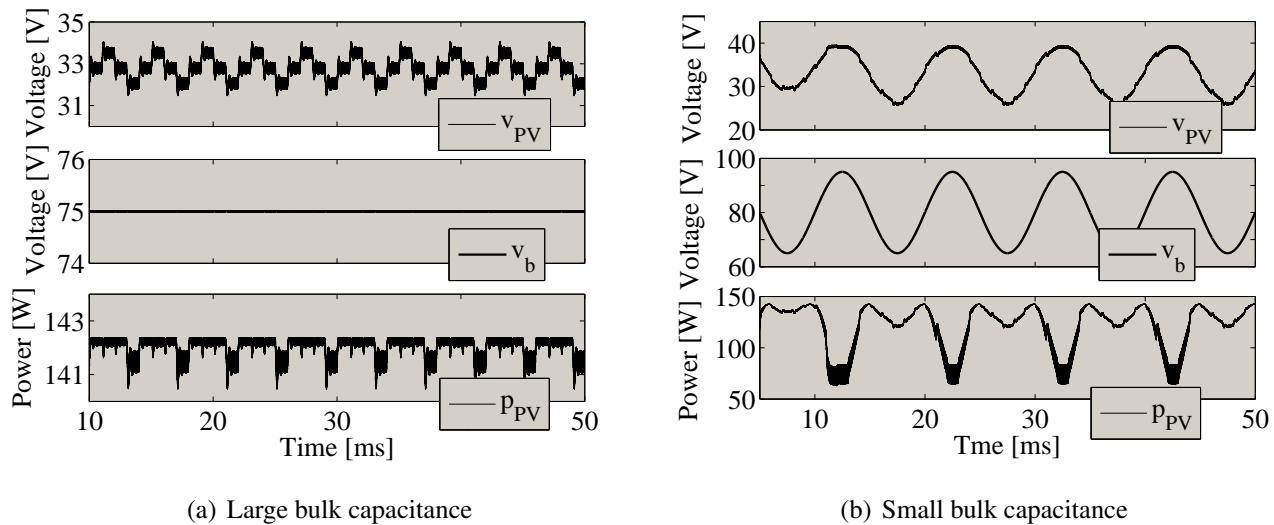 35
33
31
Voltage [V]
v_PV
76
75
74
Voltage [V]
v_b
143
141
Power [W]
p_PV
10 20 30 50
Time [ms]
(a) Large bulk capacitance
40
30
20
Voltage [V]
v_PV
100
80
60
Voltage [V]
v_b
150
100
50
Power [W]
p_PV
10 20 30 40 50
Tme [ms]
(b) Small bulk capacitance